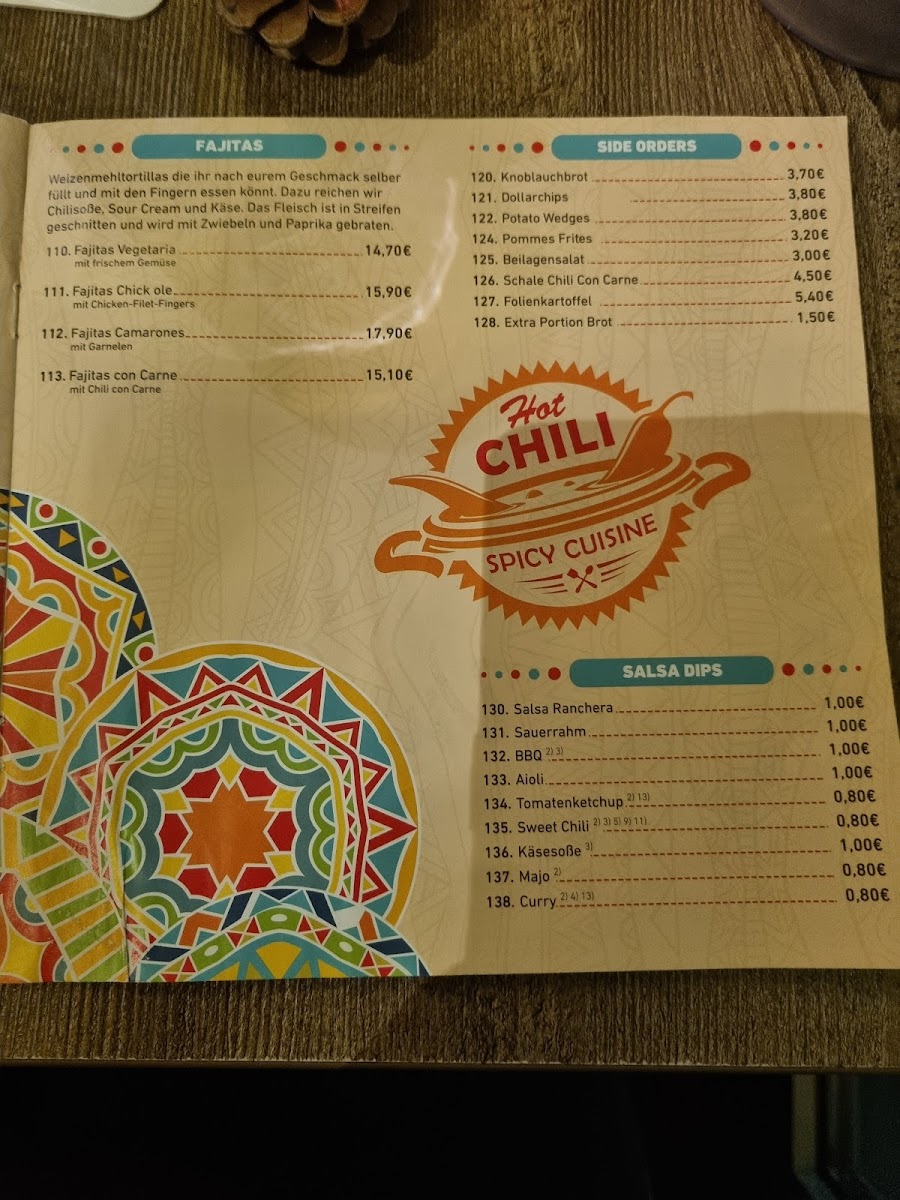 FAJITAS
Weizenmehltortillas die ihr nach eurem Geschmack selber
füllt und mit den Fingern essen könnt. Dazu reichen wir
Chilisoße, Sour Cream und Käse. Das Fleisch ist in Streifen
geschnitten und wird mit Zwiebeln und Paprika gebraten.
110. Fajitas Vegetaria 14,70€
mit frischem Gemüse
111. Fajitas Chick ole 15,90€
mit Chicken-Filet-Fingers
112. Fajitas Camarones 17,90€
mit Garnelen
113. Fajitas con Carne 15,10€
mit Chili con Carne
SIDE ORDERS
120. Knoblauchbrot 3,70€
121. Dollarchips 3,80€
122. Potato Wedges 3,80€
124. Pommes Frites 3,20€
125. Beilagensalat 3,00€
126. Schale Chili Con Carne 4,50€
127. Folienkartoffel 5,40€
128. Extra Portion Brot 1,50€
Hot
CHILI
SPICY CUISINE
SALSA DIPS
130. Salsa Ranchera 1,00€
131. Sauerrahm 1,00€
132. BBQ 2) 3) 1,00€
133. Aioli 1,00€
134. Tomatenketchup 2) 13) 0,80€
135. Sweet Chili 2) 3) 5) 9) 11) 0,80€
136. Käsesoße 3) 1,00€
137. Majo 2) 0,80€
138. Curry 2) 4) 13) 0,80€